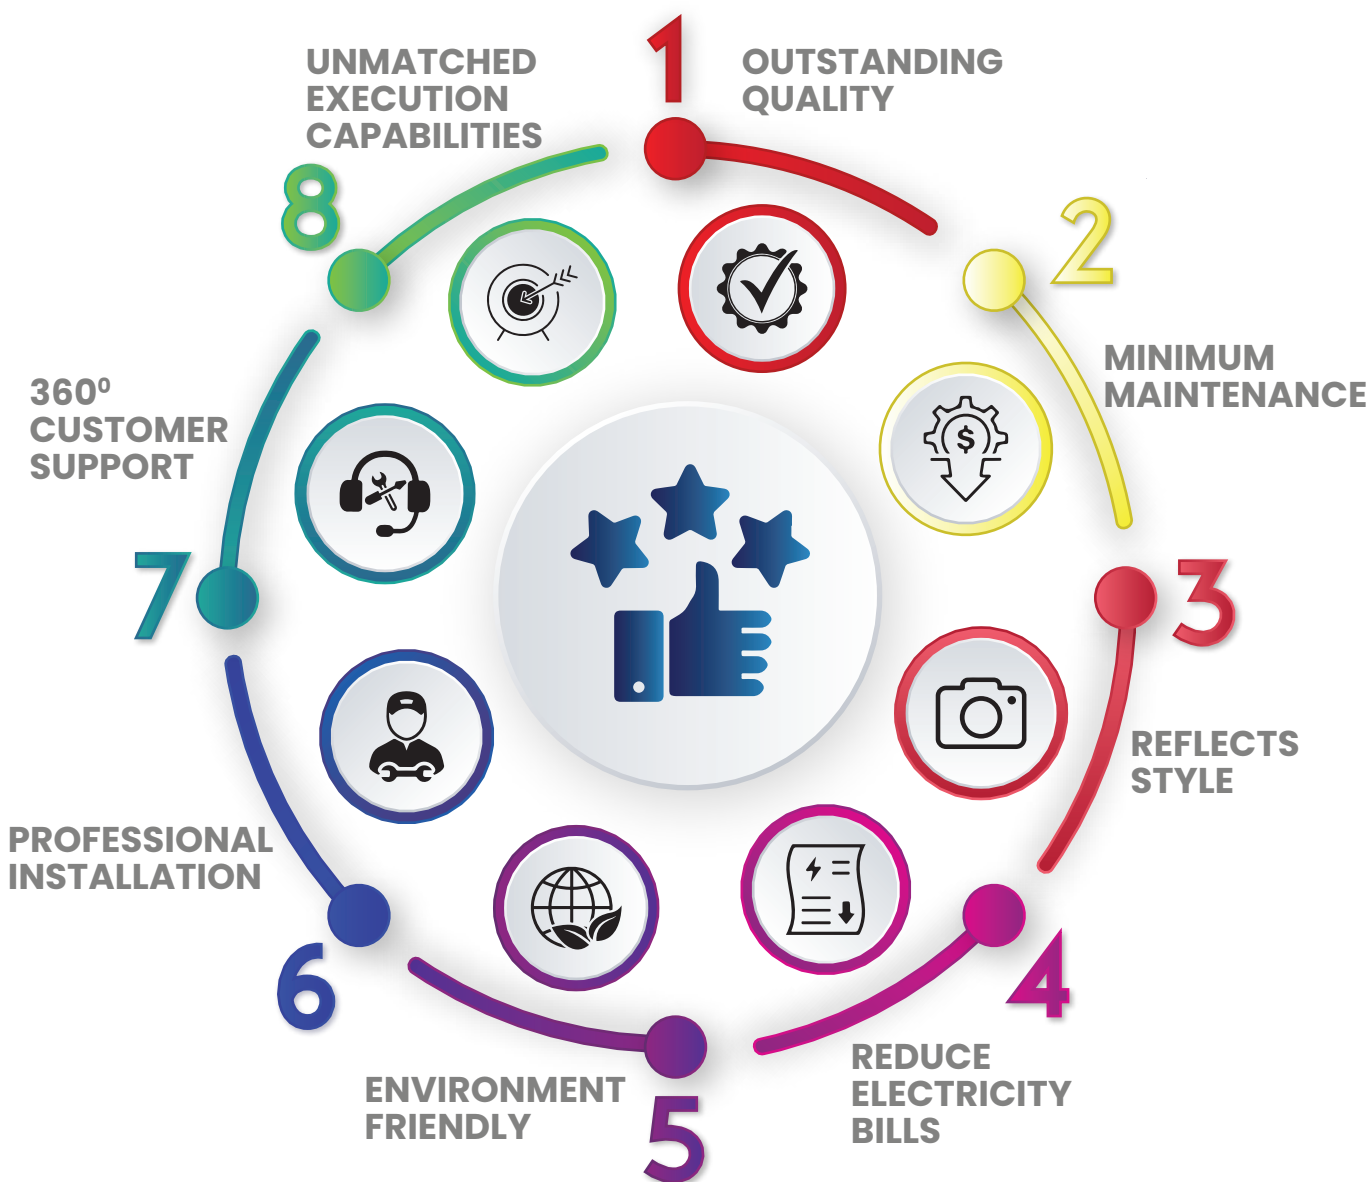 1
OUTSTANDING
QUALITY
2
MINIMUM
MAINTENANCE
$
3
REFLECTS
STYLE
4
REDUCE
ELECTRICITY
BILLS
5
ENVIRONMENT
FRIENDLY
6
PROFESSIONAL
INSTALLATION
7
360⁰
CUSTOMER
SUPPORT
8
UNMATCHED
EXECUTION
CAPABILITIES